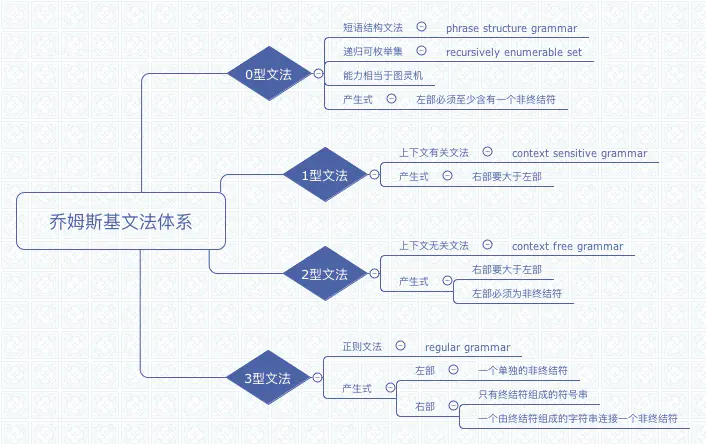 乔姆斯基文法体系
0型文法
短语结构文法 phrase structure grammar
递归可枚举集 recursively enumerable set
能力相当于图灵机
产生式 左部必须至少含有一个非终结符
1型文法
上下文有关文法 context sensitive grammar
产生式 右部要大于左部
2型文法
上下文无关文法 context free grammar
产生式
右部要大于左部
左部必须为非终结符
3型文法
正则文法 regular grammar
产生式
左部 一个单独的非终结符
右部
只有终结符组成的符号串
一个由终结符组成的字符串连接一个非终结符